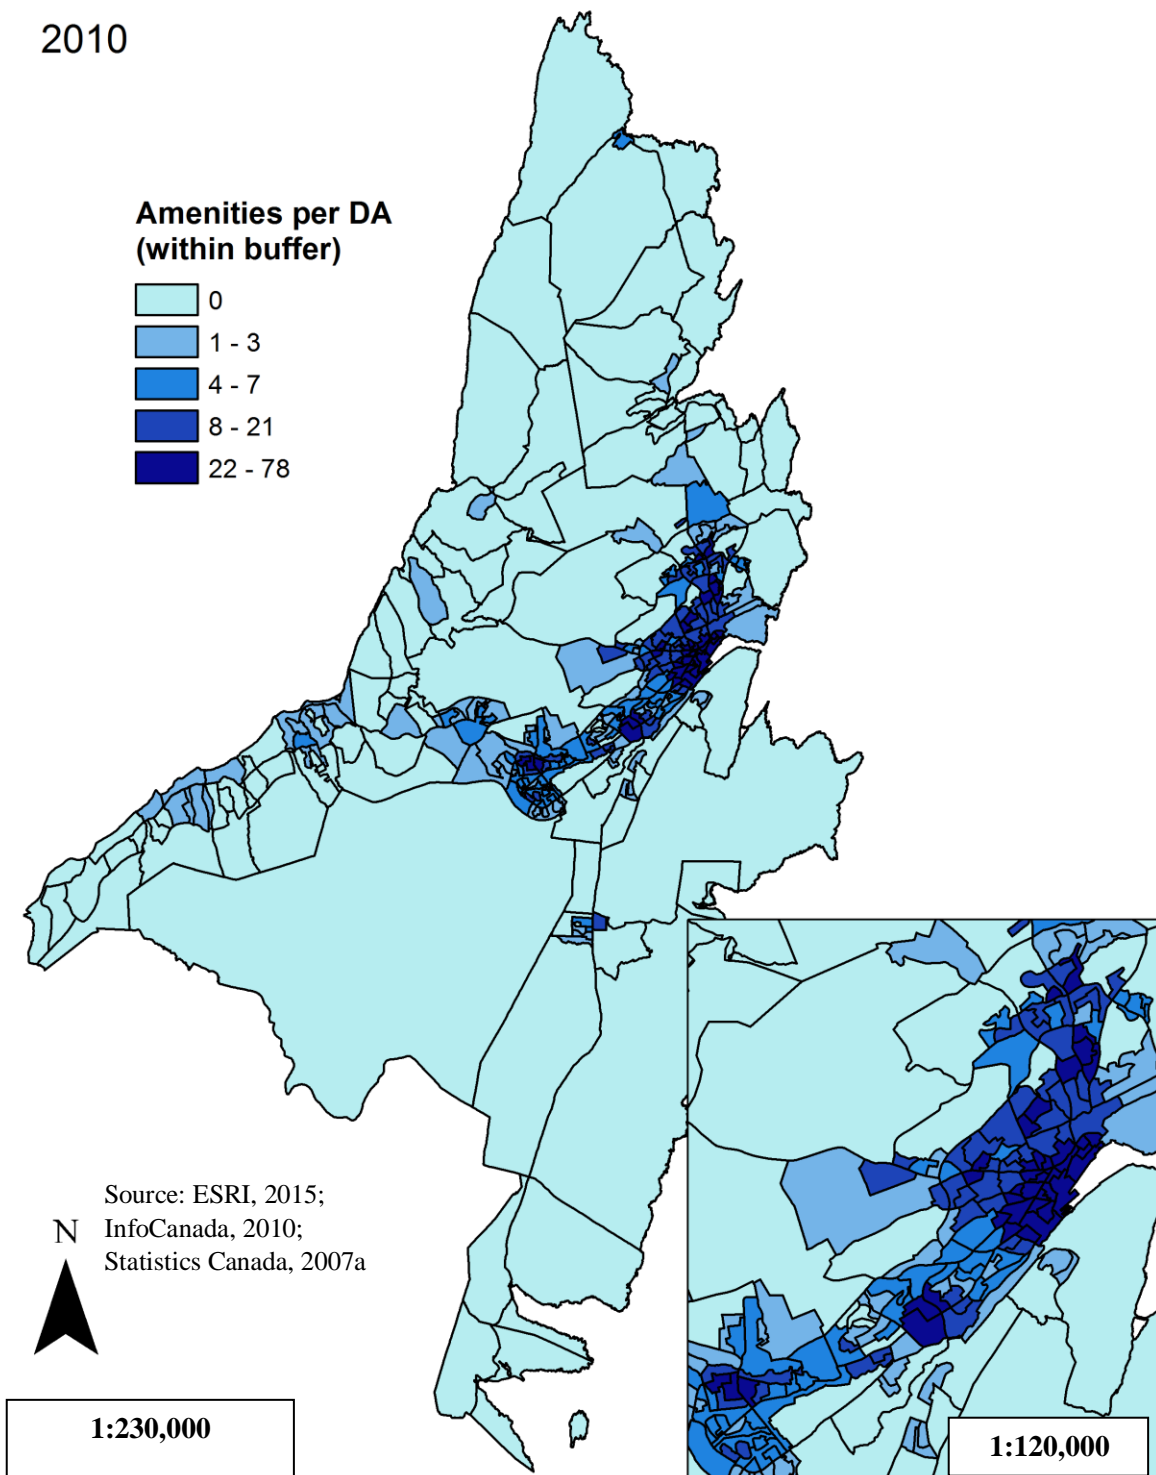 2010
Amenities per DA
(within buffer)
0
1 - 3
4 - 7
8 - 21
22 - 78
Source: ESRI, 2015;
InfoCanada, 2010;
Statistics Canada, 2007a
N
1:230,000
1:120,000